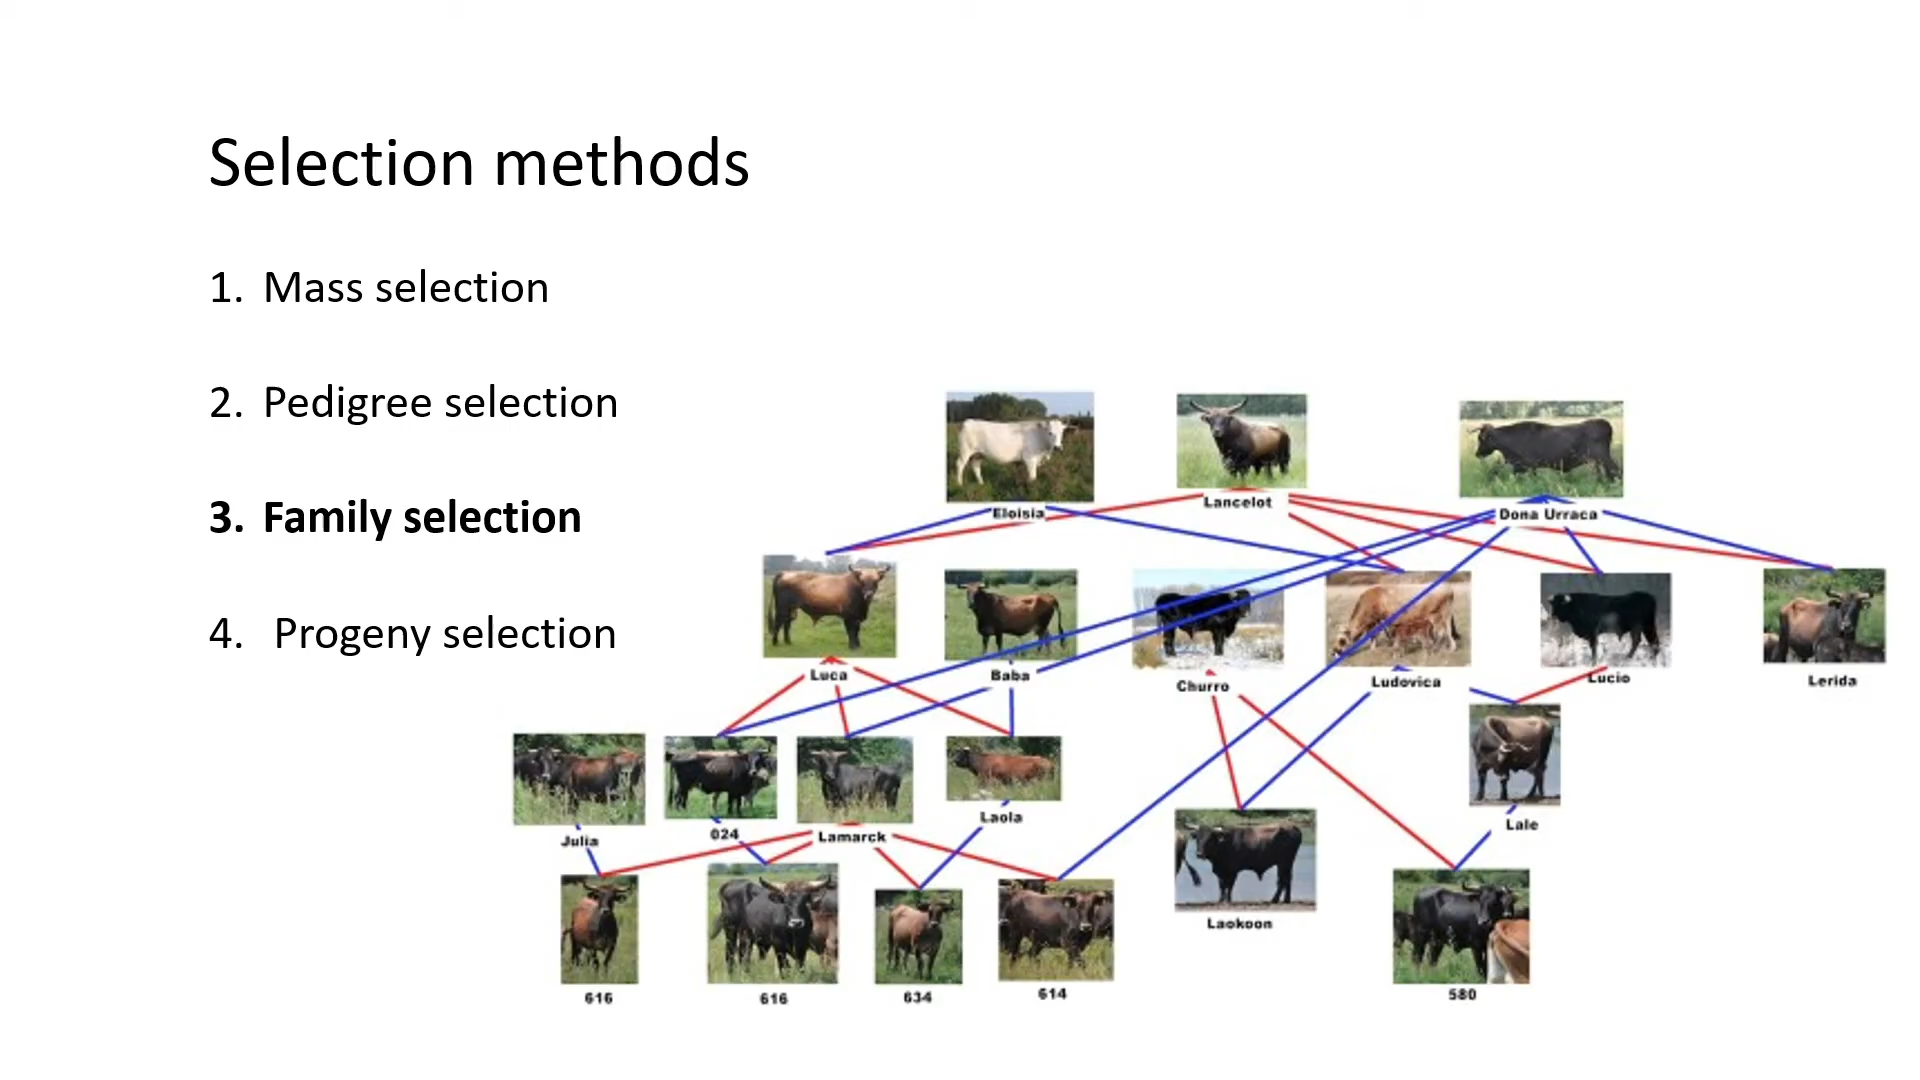 Selection methods
1. Mass selection
2. Pedigree selection
3. Family selection
4. Progeny selection
Eloisia
Lancelot
Dona Urraca
Luca
Baba
Churro
Ludovica
Lucio
Lerida
Julia
024
Lamarck
Laola
Lale
Laokoon
616
616
634
614
580